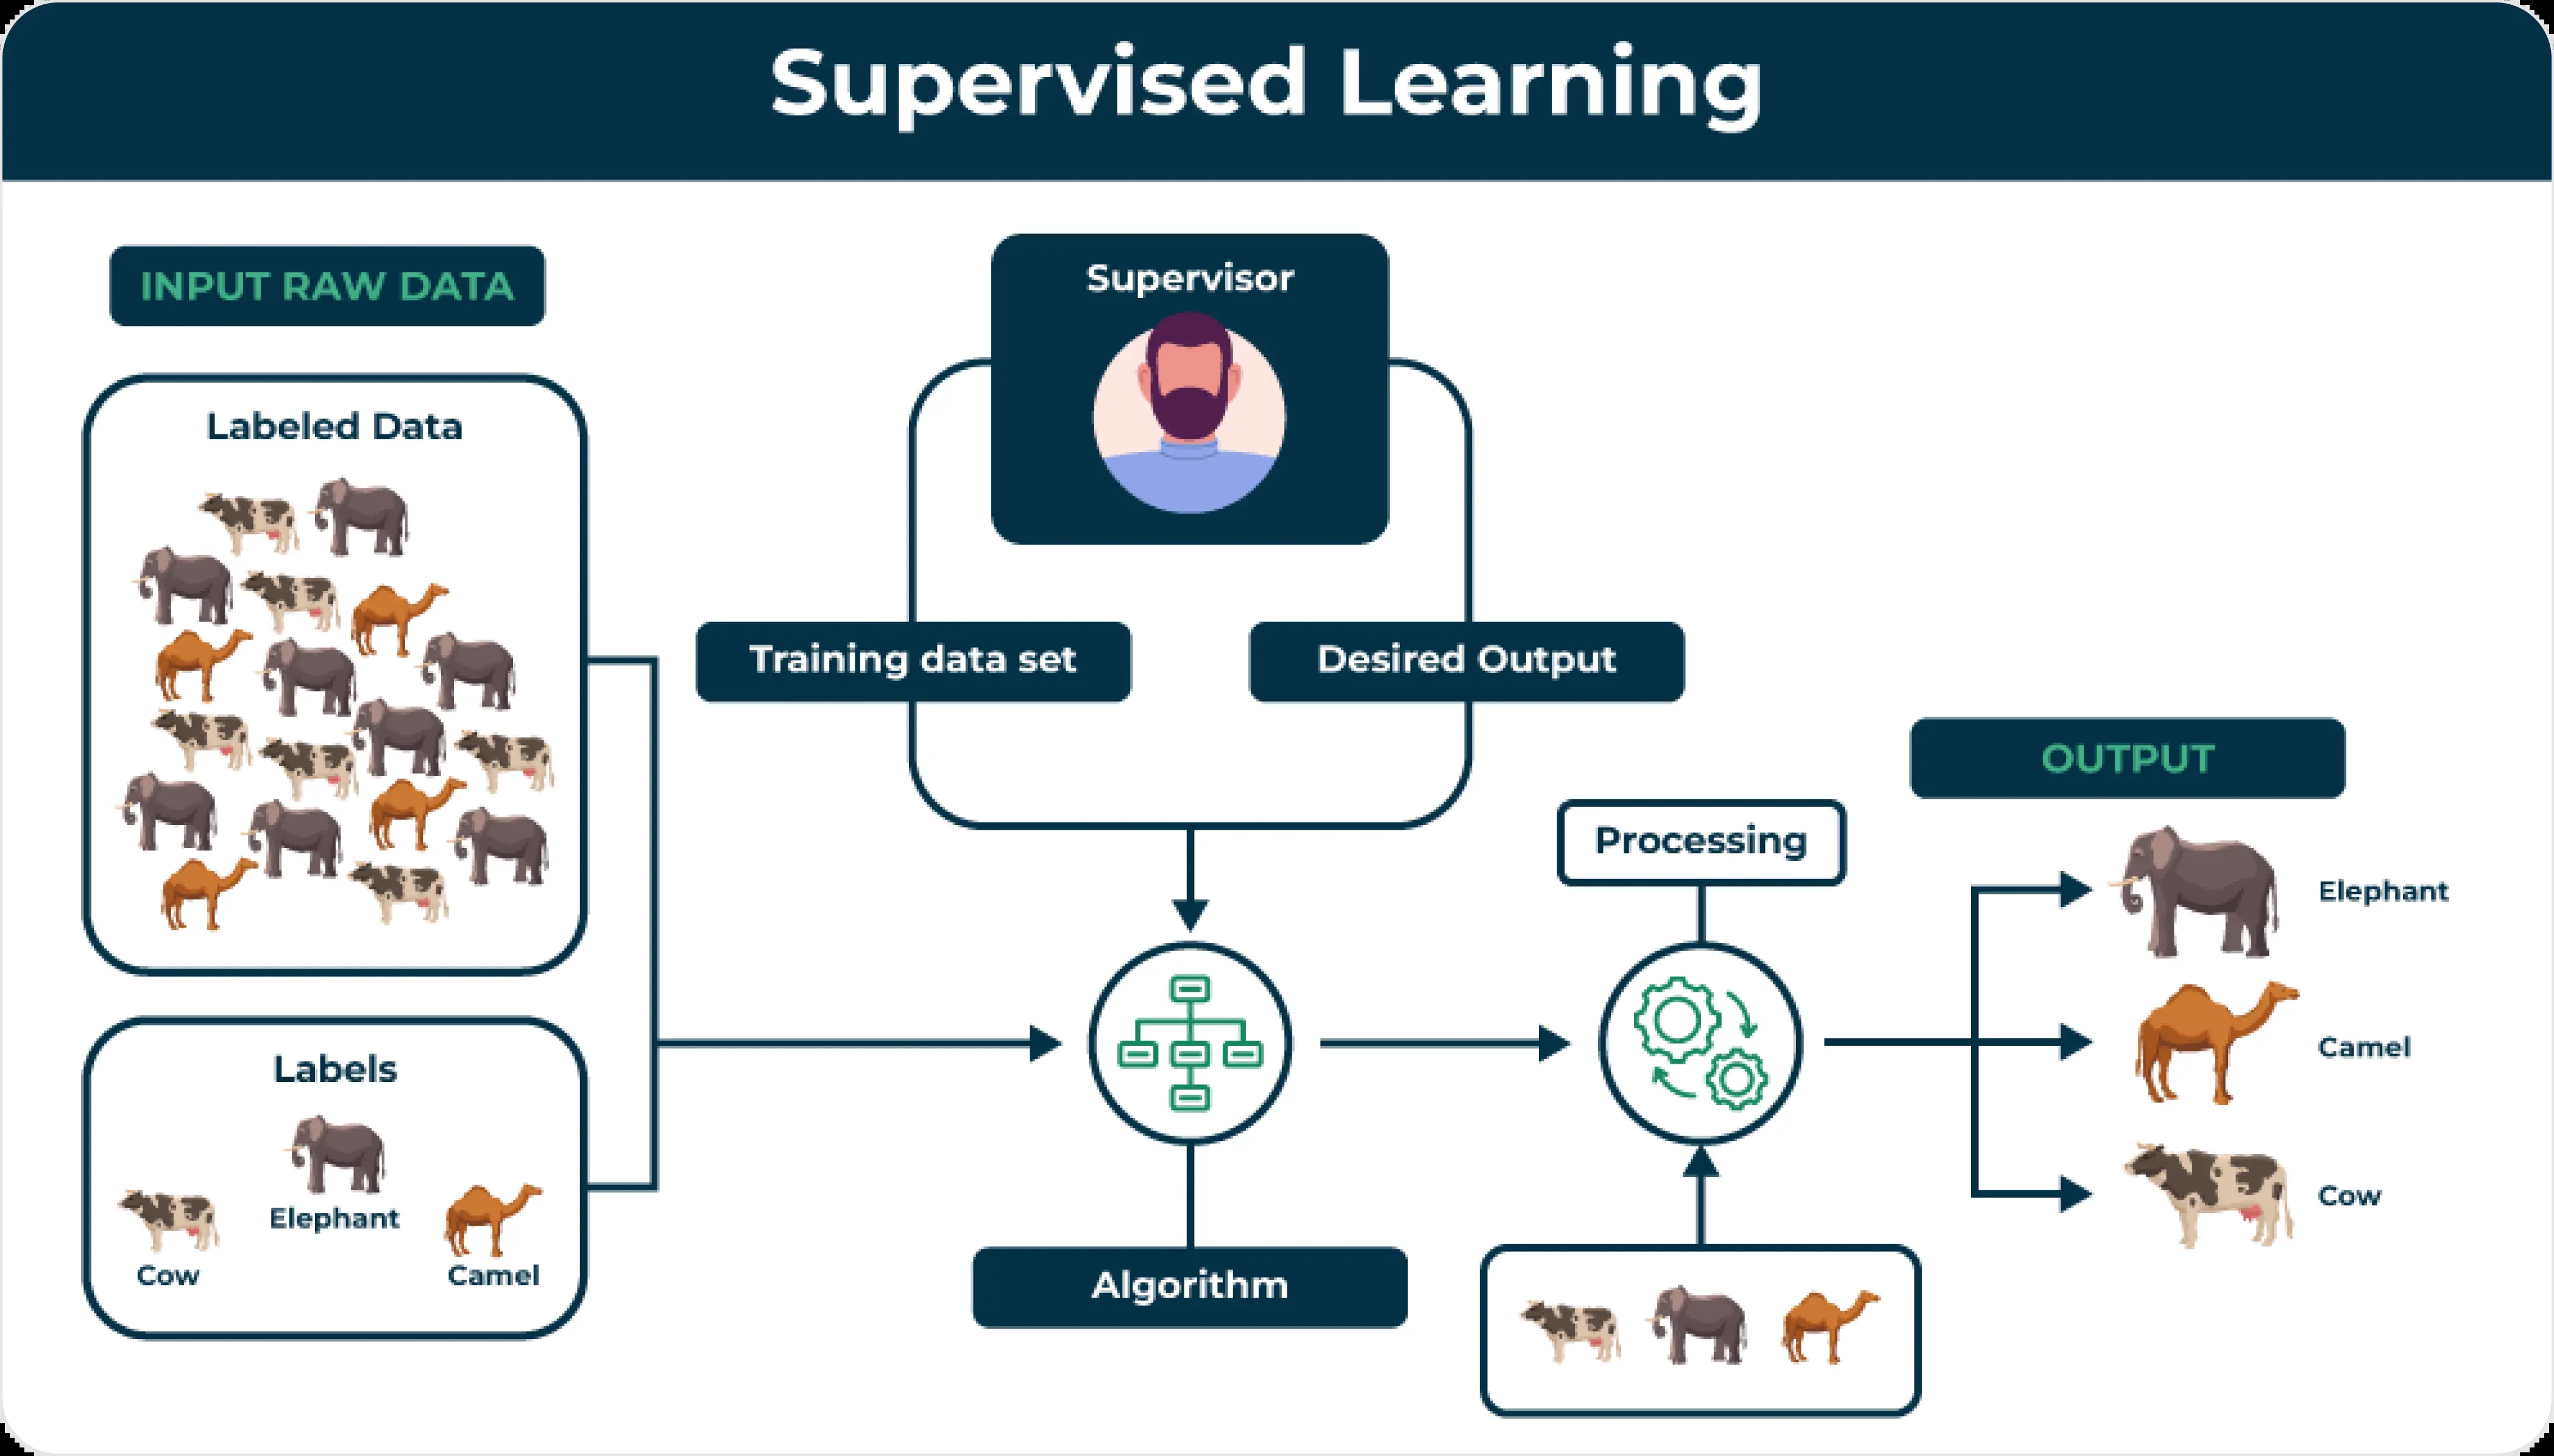 Supervised Learning
INPUT RAW DATA
Labeled Data
Labels
Elephant
Cow
Camel
Supervisor
Training data set
Desired Output
Algorithm
Processing
OUTPUT
Elephant
Camel
Cow